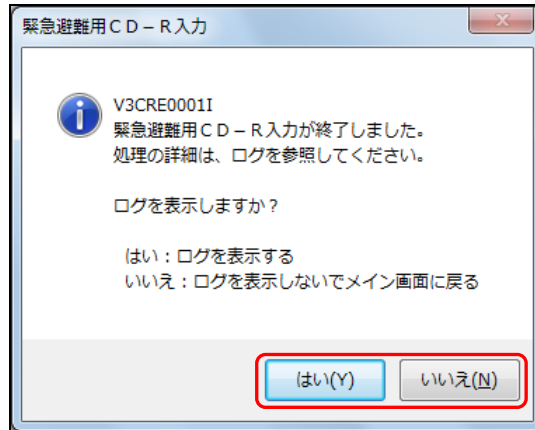 緊急避難用ＣＤ－Ｒ入力
V3CRE0001I
緊急避難用ＣＤ－Ｒ入力が終了しました。
処理の詳細は、ログを参照してください。
ログを表示しますか？
はい：ログを表示する
いいえ：ログを表示しないでメイン画面に戻る
はい(Y) いいえ(N)